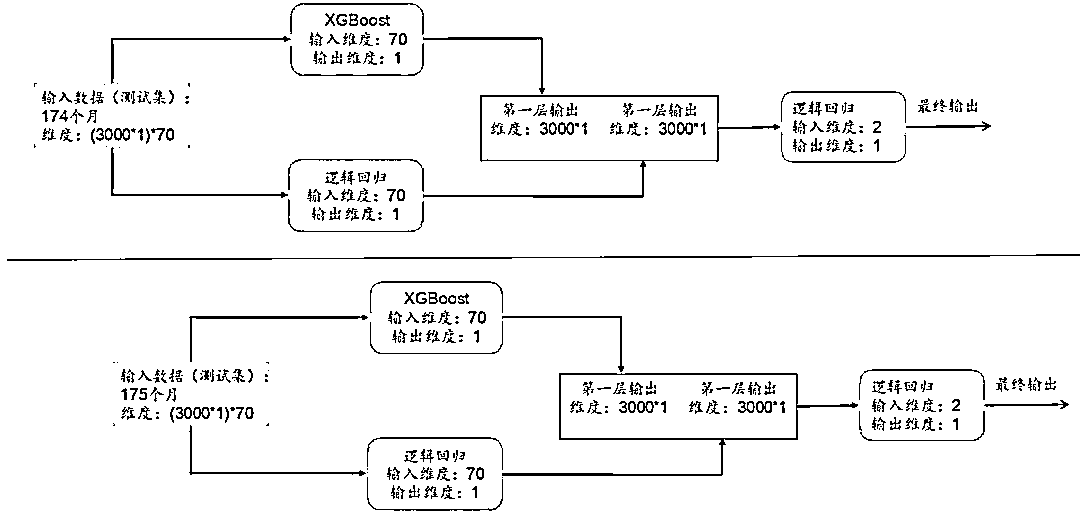 XGBoost
输入维度：70
输出维度：1
输入数据（测试集）：
174个月
维度：(3000*1)*70
第一层输出 第一层输出
维度：3000*1 维度：3000*1
逻辑回归
输入维度：2
输出维度：1
最终输出
逻辑回归
输入维度：70
输出维度：1
XGBoost
输入维度：70
输出维度：1
输入数据（测试集）：
175个月
维度：(3000*1)*70
第一层输出 第一层输出
维度：3000*1 维度：3000*1
逻辑回归
输入维度：2
输出维度：1
最终输出
逻辑回归
输入维度：70
输出维度：1